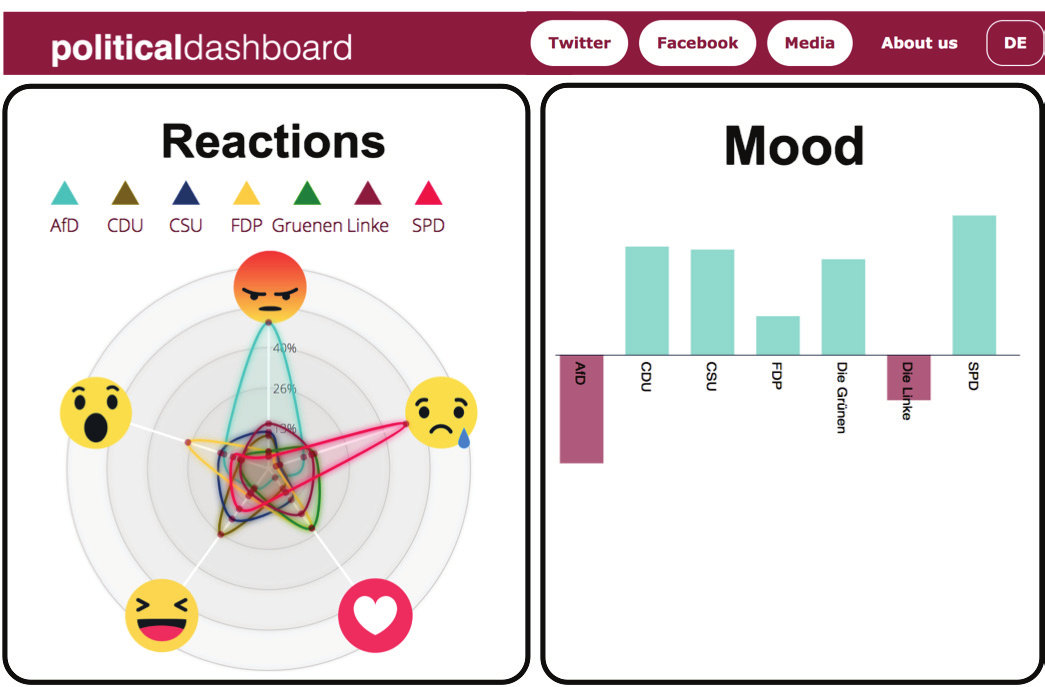 politicaldashboard
Twitter Facebook Media About us DE
Reactions
AfD CDU CSU FDP Gruenen Linke SPD
40%
26%
13%
Mood
AfD CDU CSU FDP Die Grünen Die Linke SPD